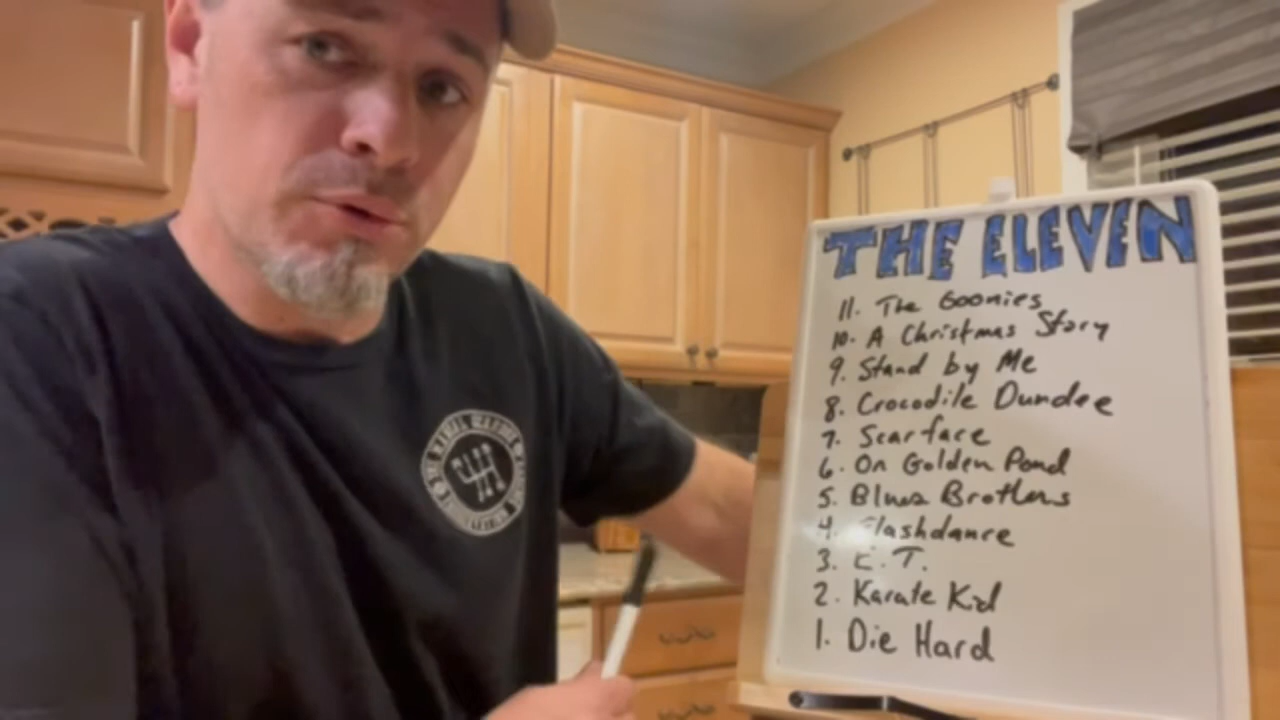 THE ELEVEN
11. The Goonies
10. A Christmas Story
9. Stand by Me
8. Crocodile Dundee
7. Scarface
6. On Golden Pond
5. Blues Brothers
4. Flashdance
3. E.T.
2. Karate Kid
1. Die Hard